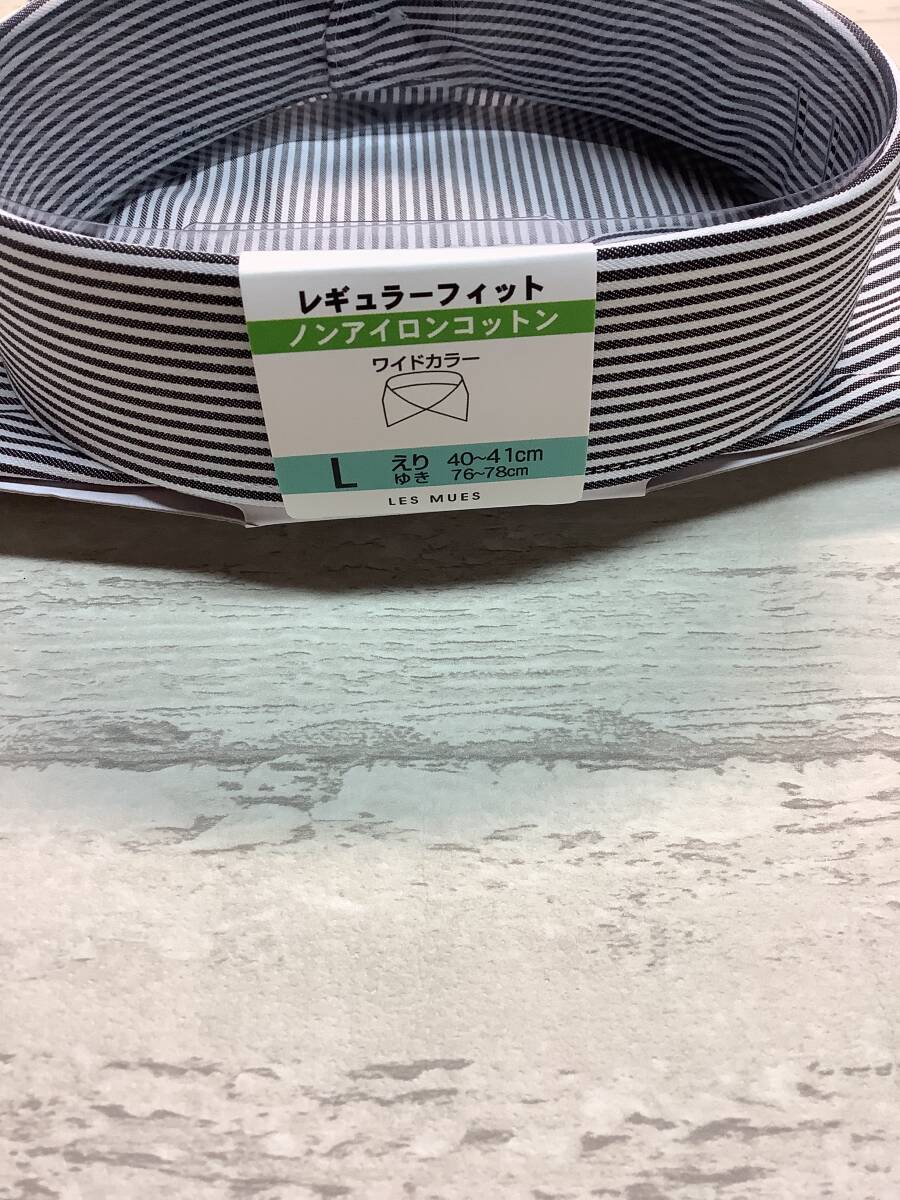 レギュラーフィット
ノンアイロンコットン
ワイドカラー
L えり 40~41cm
ゆき 76~78cm
LES MUES